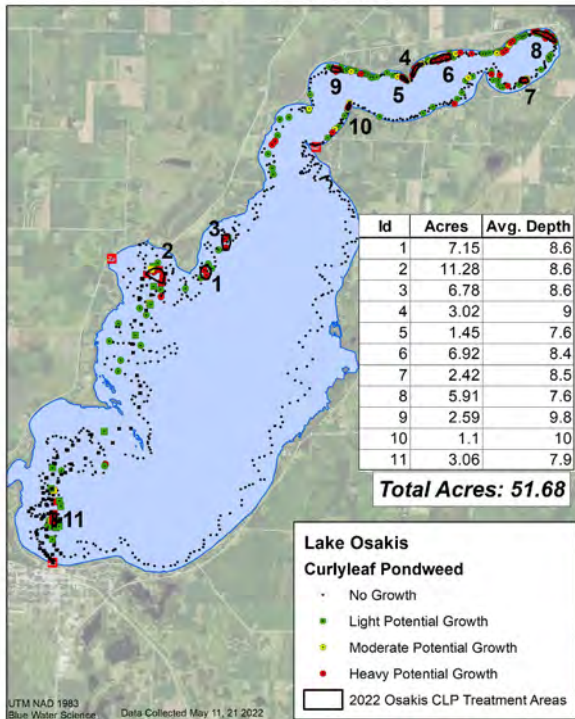 4
8
9
6
5
7
10
3
2
1
11
Id Acres Avg. Depth
1 7.15 8.6
2 11.28 8.6
3 6.78 8.6
4 3.02 9
5 1.45 7.6
6 6.92 8.4
7 2.42 8.5
8 5.91 7.6
9 2.59 9.8
10 1.1 10
11 3.06 7.9
Total Acres: 51.68
Lake Osakis
Curlyleaf Pondweed
No Growth
Light Potential Growth
Moderate Potential Growth
Heavy Potential Growth
2022 Osakis CLP Treatment Areas
UTM NAD 1983
Blue Water Science Data Collected May 11, 21 2022